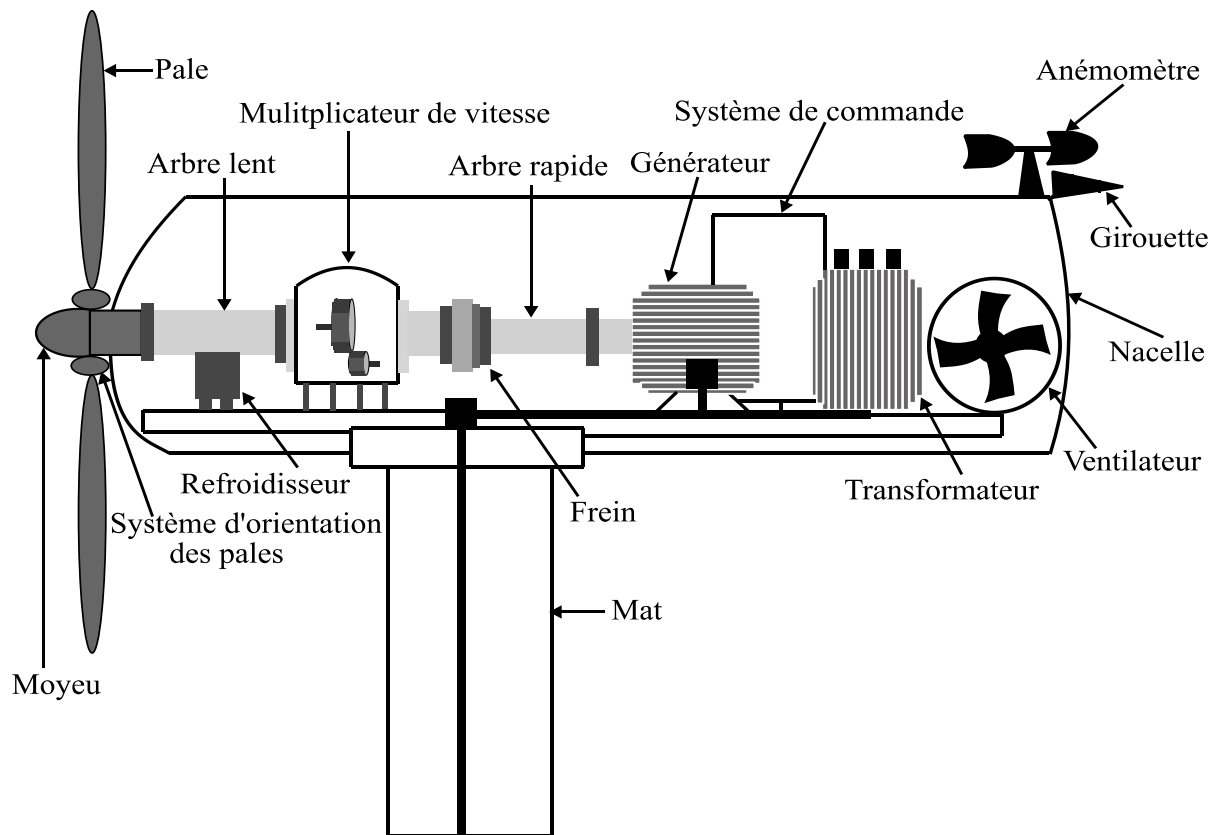 Pale
Anémomètre
Mulitplicateur de vitesse
Système de commande
Arbre lent
Arbre rapide
Générateur
Girouette
Nacelle
Ventilateur
Refroidisseur
Transformateur
Frein
Système d'orientation
des pales
Mat
Moyeu